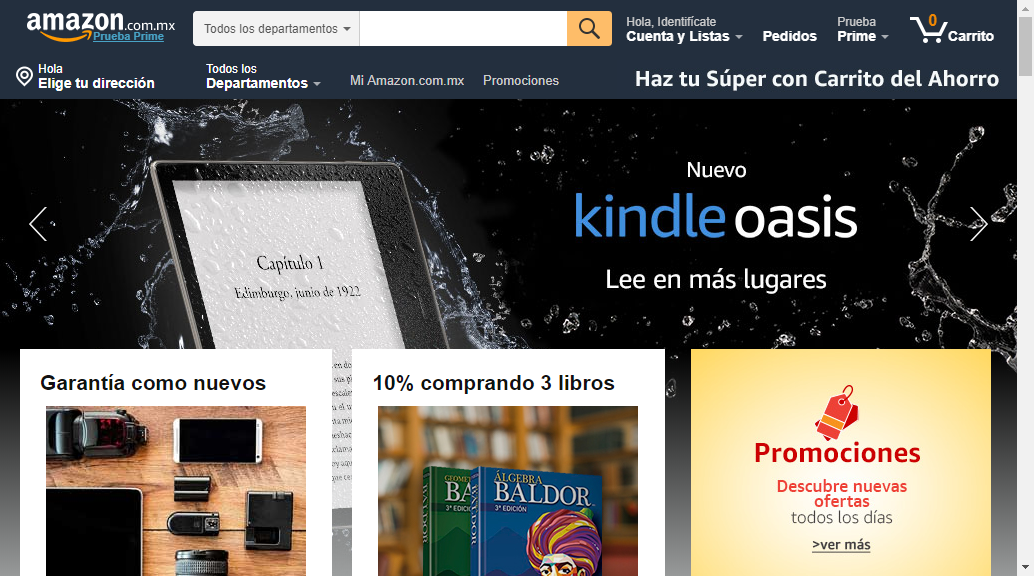 amazon.com.mx
Prueba Prime
Todos los departamentos
Hola, Identifícate
Cuenta y Listas
Pedidos
Prueba
Prime
0
Carrito
Hola
Elige tu dirección
Todos los
Departamentos
Mi Amazon.com.mx
Promociones
Haz tu Súper con Carrito del Ahorro
Nuevo
kindle oasis
Lee en más lugares
Capítulo 1
Edimburgo, junio de 1922
Garantía como nuevos
10% comprando 3 libros
ÁLGEBRA
BALDOR
3ª EDICIÓN
3ª EDICIÓN
BALDOR
Promociones
Descubre nuevas
ofertas
todos los días
>ver más